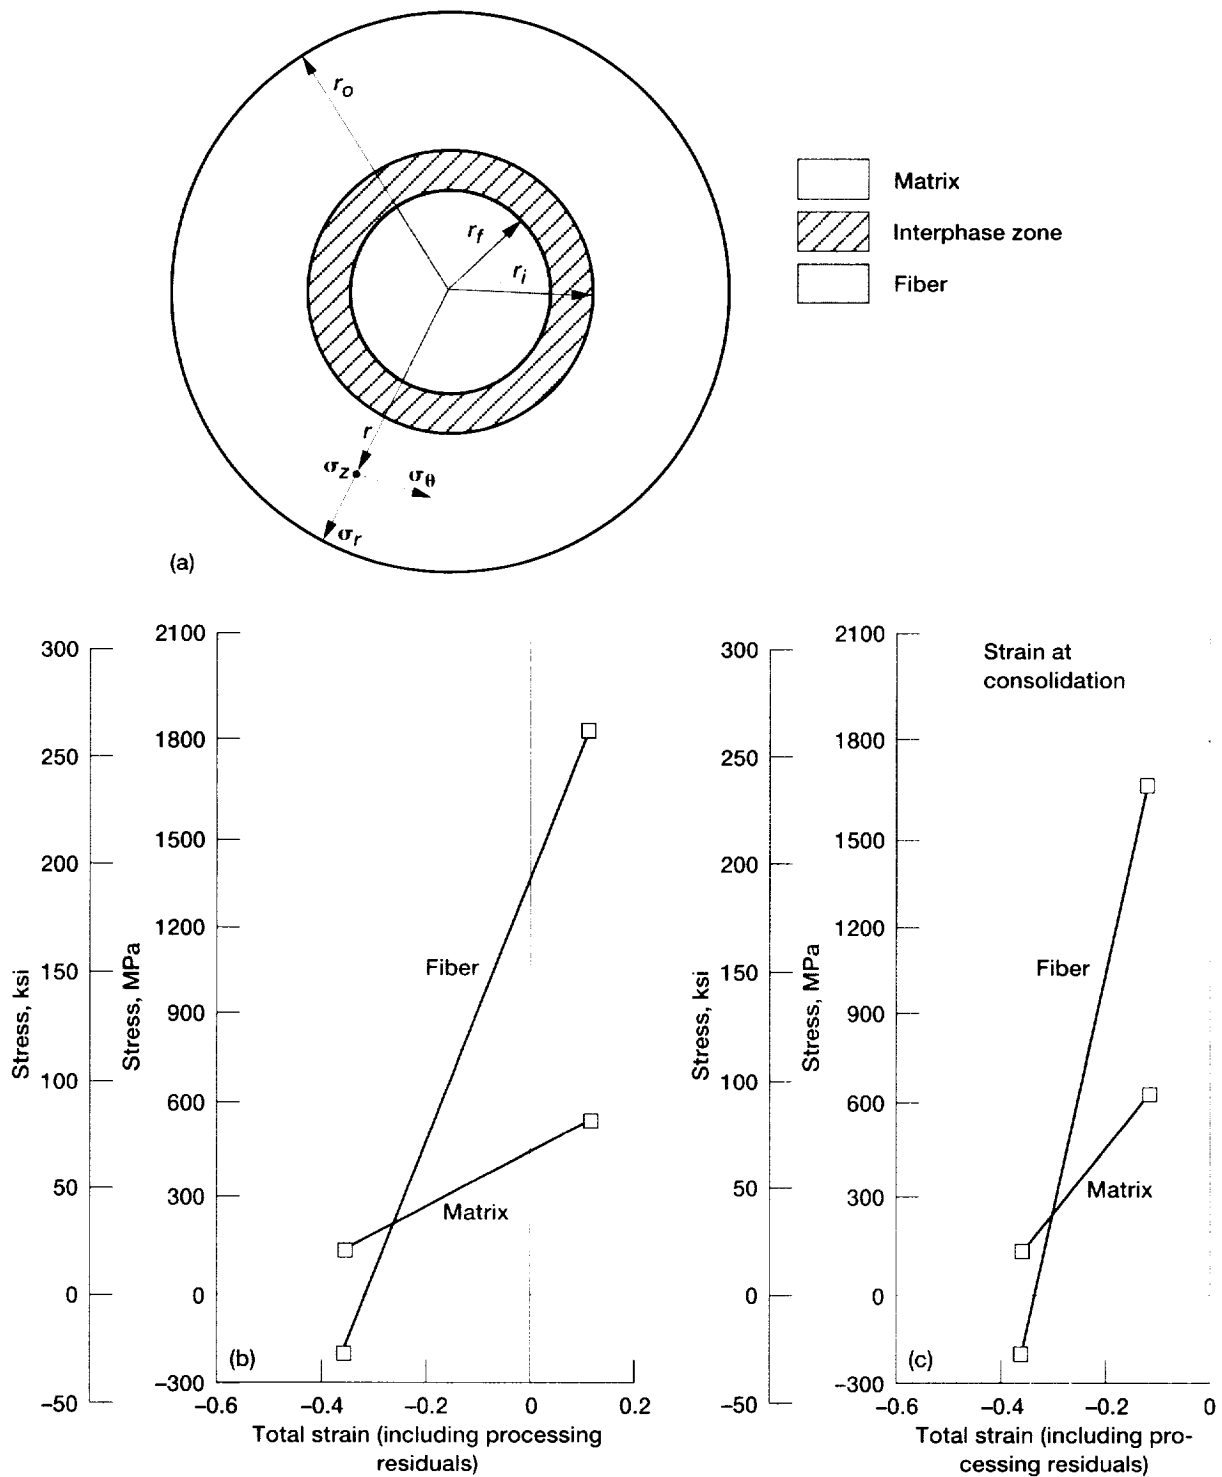 r_o
r_f
r_i
r
σ_z
σ_θ
σ_r
Matrix
Interphase zone
Fiber
(a)
300
250
200
150
100
50
0
−50
Stress, ksi
2100
1800
1500
1200
900
600
300
0
−300
Stress, MPa
Fiber
Matrix
(b)
−0.6
−0.4
−0.2
0
0.2
Total strain (including processing
residuals)
300
250
200
150
100
50
0
−50
Stress, ksi
2100
1800
1500
1200
900
600
300
0
−300
Stress, MPa
Strain at
consolidation
Fiber
Matrix
(c)
−0.6
−0.4
−0.2
0
Total strain (including pro-
cessing residuals)